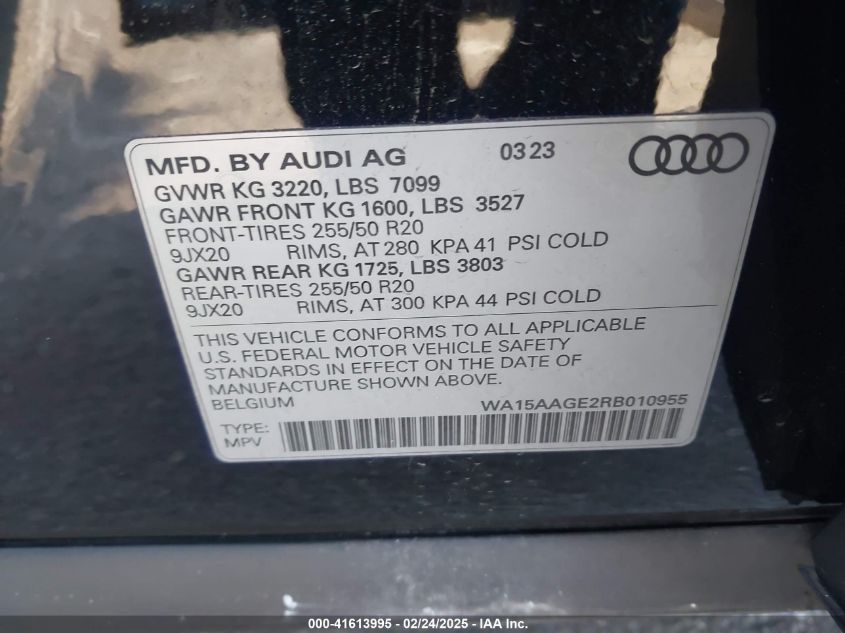 MFD. BY AUDI AG 03 23
GVWR KG 3220, LBS 7099
GAWR FRONT KG 1600, LBS 3527
FRONT-TIRES 255/50 R20
9JX20 RIMS, AT 280 KPA 41 PSI COLD
GAWR REAR KG 1725, LBS 3803
REAR-TIRES 255/50 R20
9JX20 RIMS, AT 300 KPA 44 PSI COLD
THIS VEHICLE CONFORMS TO ALL APPLICABLE
U.S. FEDERAL MOTOR VEHICLE SAFETY
STANDARDS IN EFFECT ON THE DATE OF
MANUFACTURE SHOWN ABOVE.
BELGIUM WA15AAGE2RB010955
TYPE:
MPV
000-41613995 - 02/24/2025 - IAA Inc.